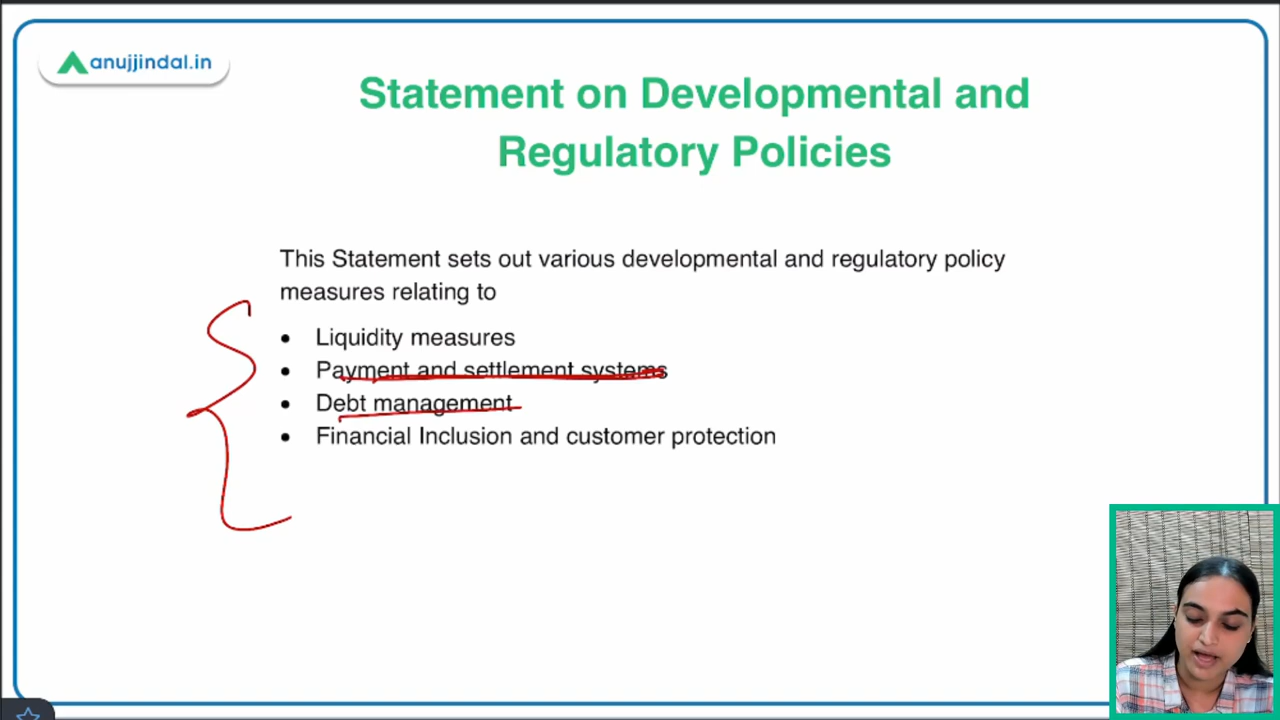 anujjindal.in
Statement on Developmental and
Regulatory Policies
This Statement sets out various developmental and regulatory policy
measures relating to
• Liquidity measures
• Payment and settlement systems
• Debt management
• Financial Inclusion and customer protection